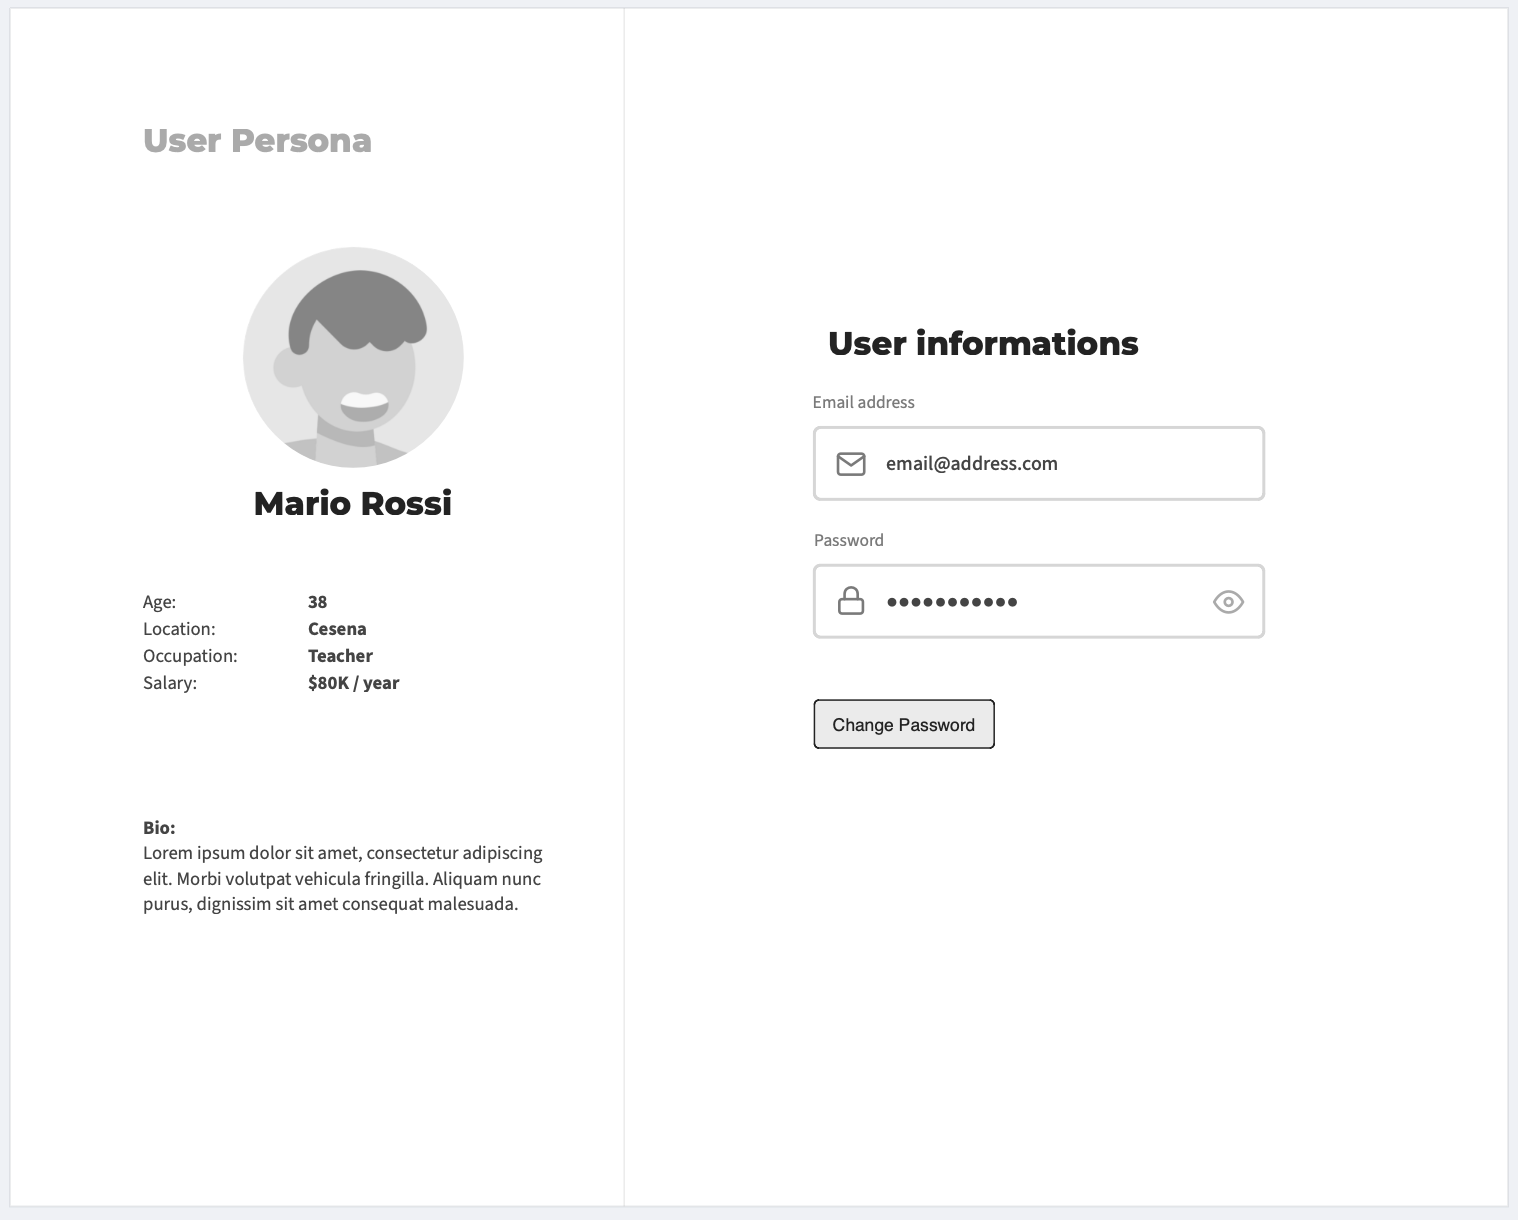 User Persona
Mario Rossi
Age: 38
Location: Cesena
Occupation: Teacher
Salary: $80K / year
Bio:
Lorem ipsum dolor sit amet, consectetur adipiscing
elit. Morbi volutpat vehicula fringilla. Aliquam nunc
purus, dignissim sit amet consequat malesuada.
User informations
Email address
email@address.com
Password
●●●●●●●●●●●
Change Password